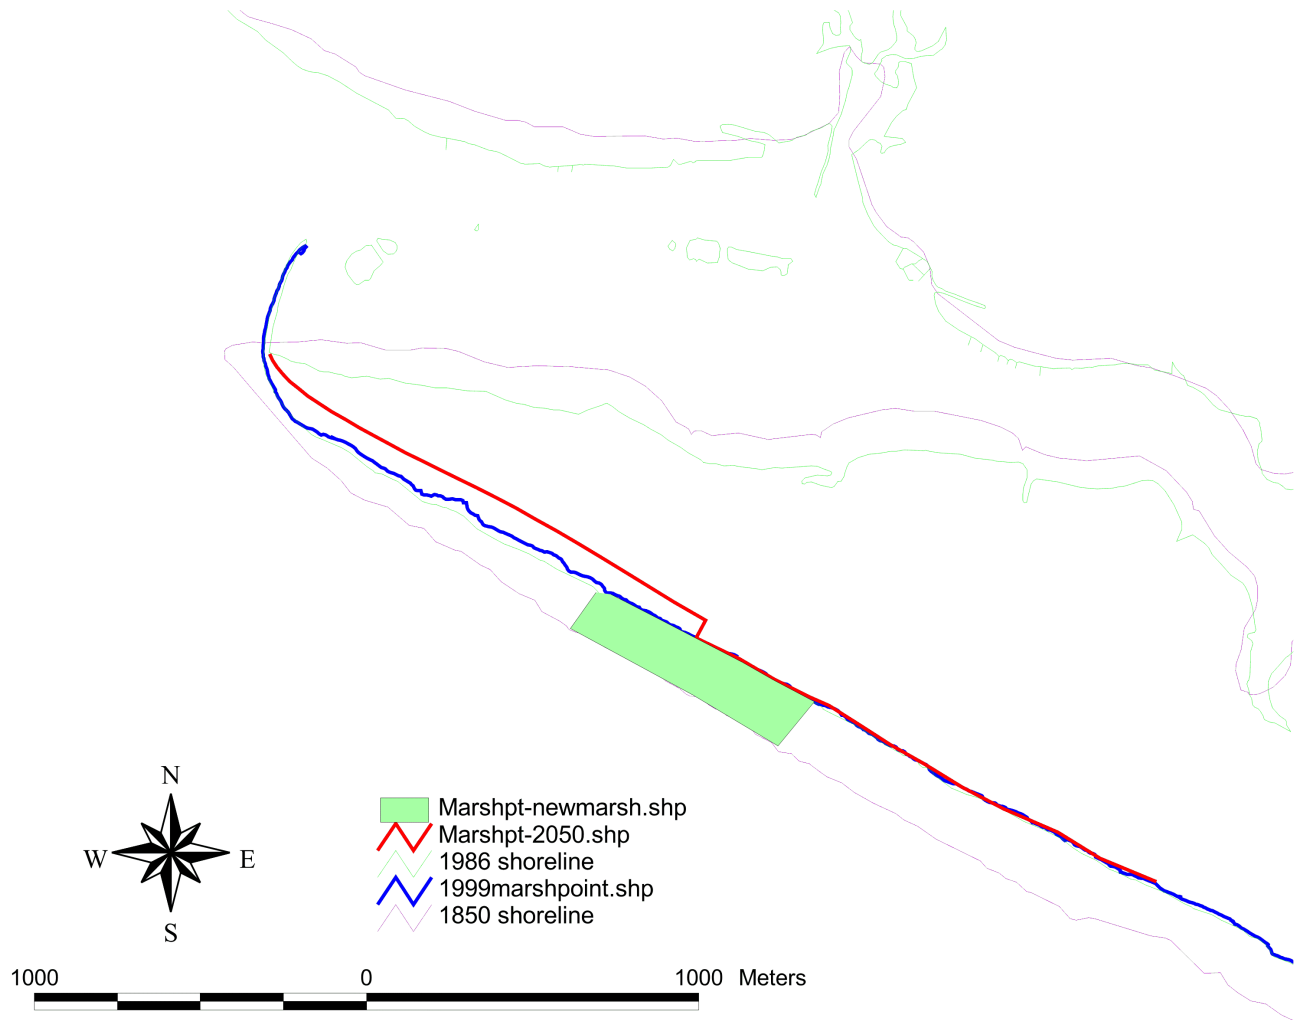 N
W E
S
Marshpt-newmarsh.shp
Marshpt-2050.shp
1986 shoreline
1999marshpoint.shp
1850 shoreline
1000 0 1000 Meters